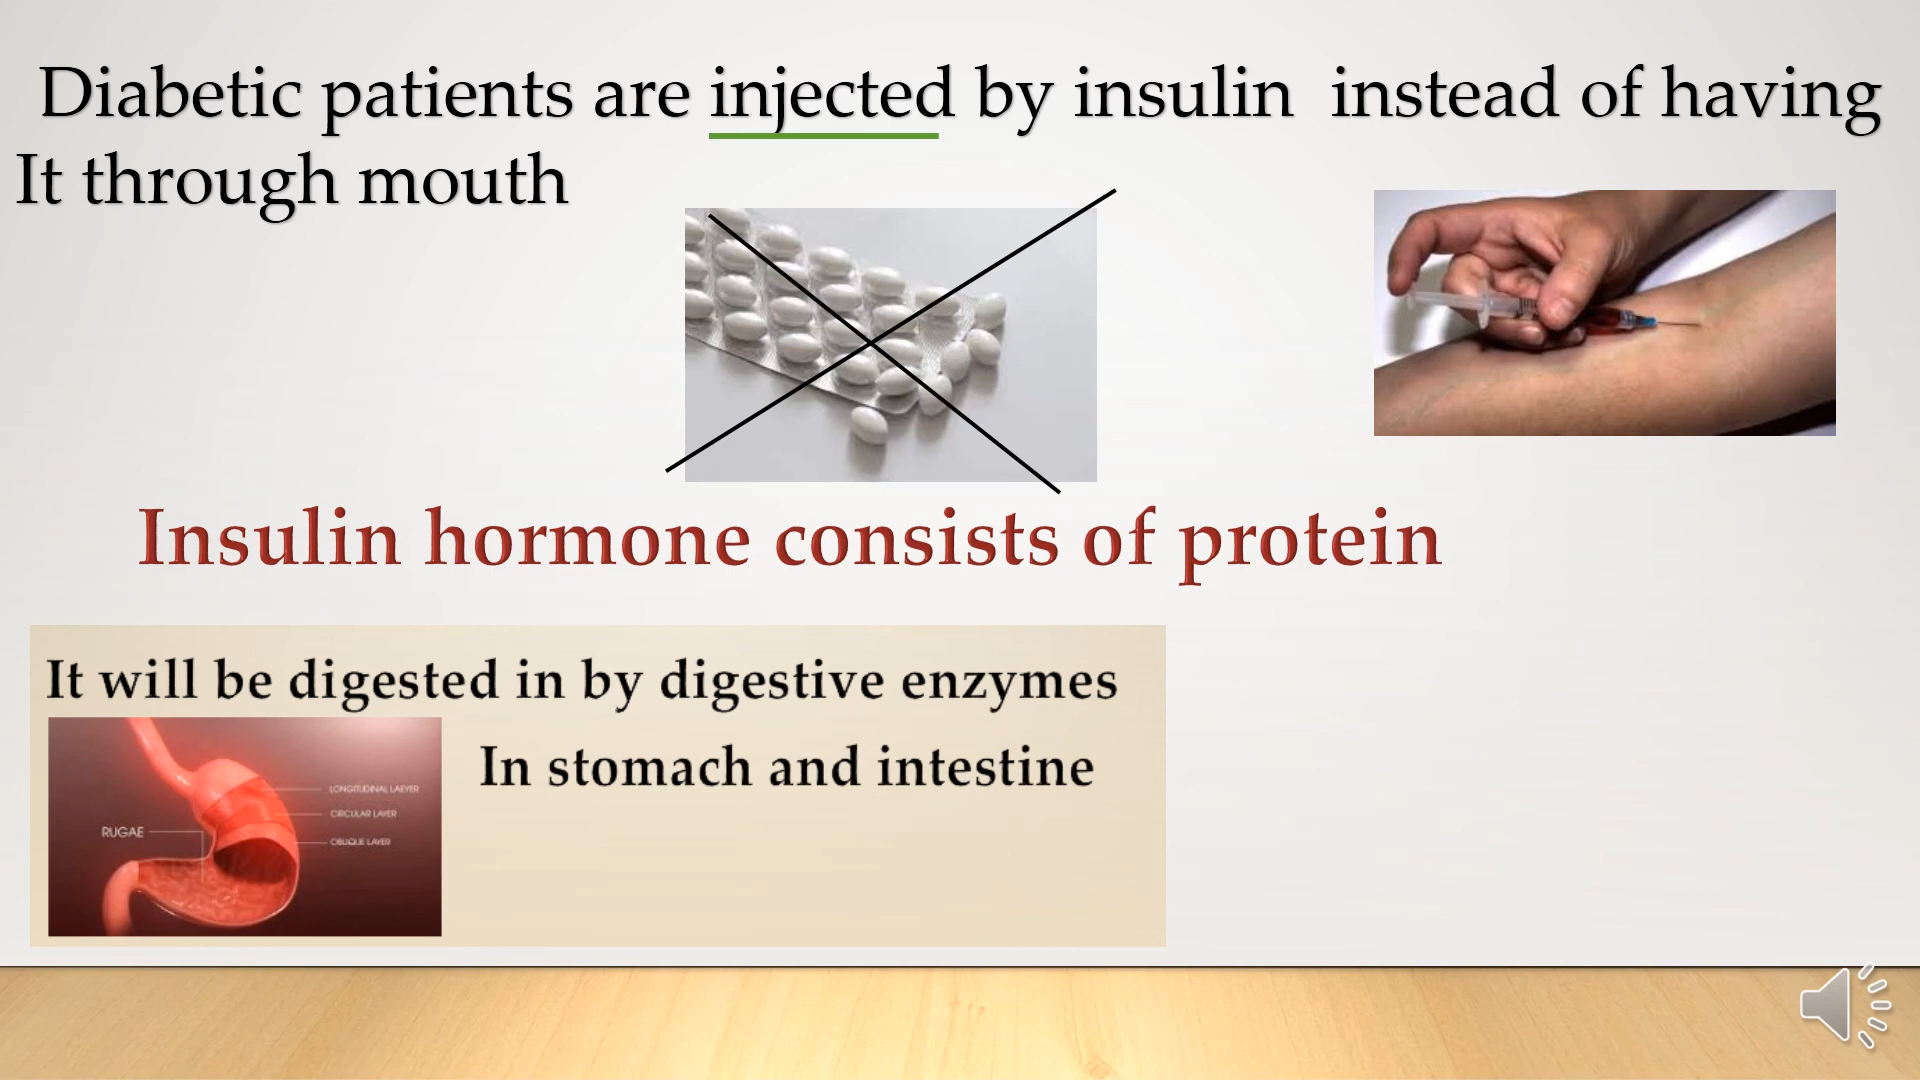 Diabetic patients are injected by insulin instead of having
It through mouth
Insulin hormone consists of protein
It will be digested in by digestive enzymes
In stomach and intestine
LONGITUDINAL LAEYER
CIRCULAR LAYER
RUGAE
OBLIQUE LAYER